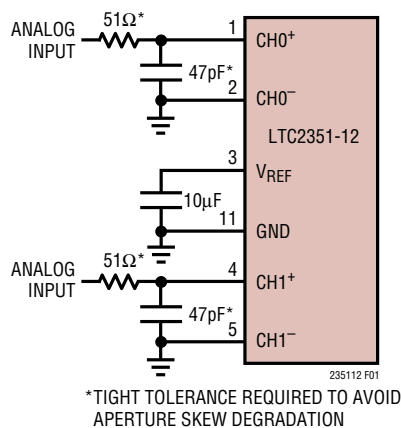 ANALOG
INPUT
51Ω*
47pF*
1
CH0+
2
CH0−
LTC2351-12
3
VREF
10µF
11
GND
ANALOG
INPUT
51Ω*
47pF*
4
CH1+
5
CH1−
235112 F01
*TIGHT TOLERANCE REQUIRED TO AVOID
APERTURE SKEW DEGRADATION